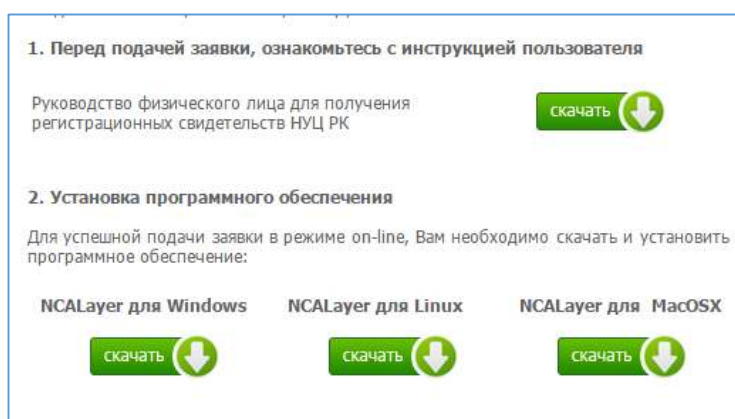 1. Перед подачей заявки, ознакомьтесь с инструкцией пользователя
Руководство физического лица для получения
регистрационных свидетельств НУЦ РК
скачать
2. Установка программного обеспечения
Для успешной подачи заявки в режиме on-line, Вам необходимо скачать и установить
программное обеспечение:
NCALayer для Windows NCALayer для Linux NCALayer для MacOSX
скачать скачать скачать